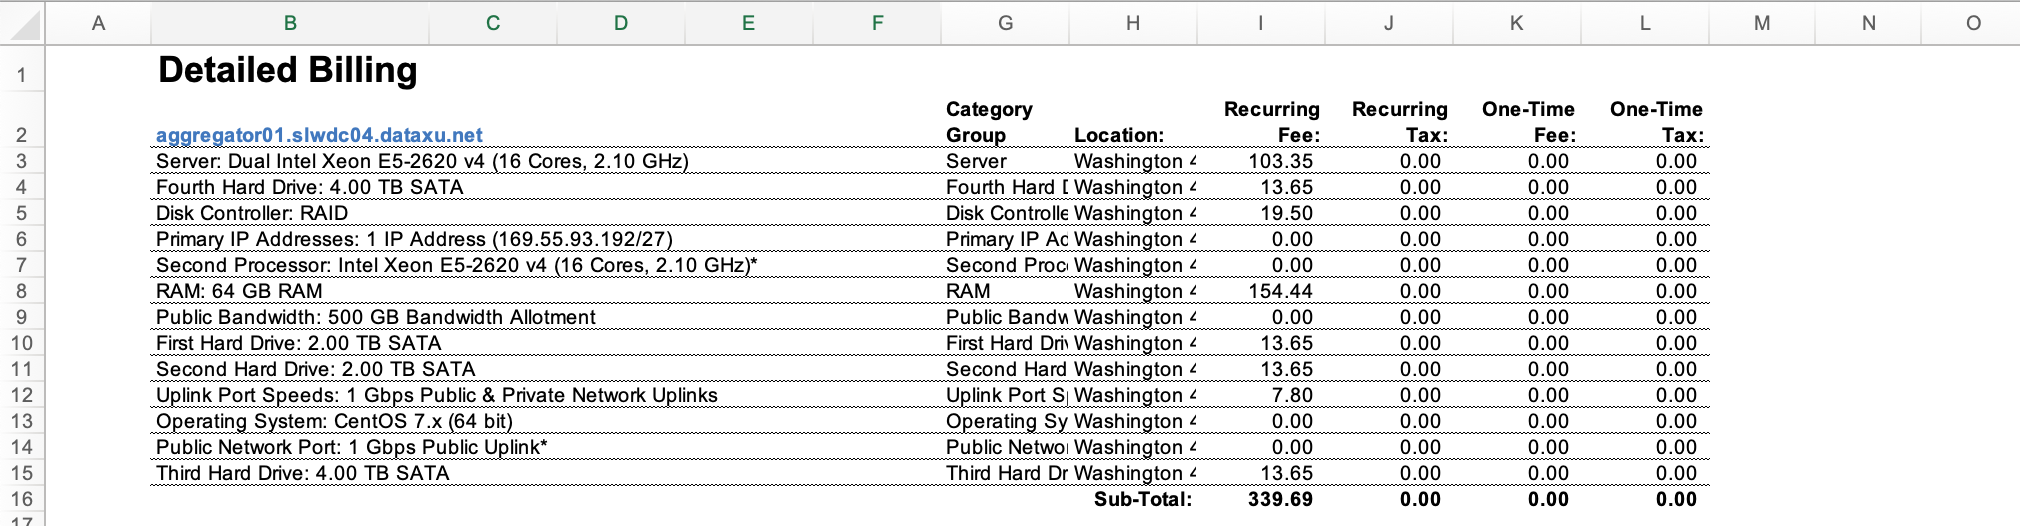 A B C D E F G H I J K L M N O
1 Detailed Billing
Category Recurring Recurring One-Time One-Time
2 aggregator01.slwdc04.dataxu.net Group Location: Fee: Tax: Fee: Tax:
3 Server: Dual Intel Xeon E5-2620 v4 (16 Cores, 2.10 GHz) Server Washington 4 103.35 0.00 0.00 0.00
4 Fourth Hard Drive: 4.00 TB SATA Fourth Hard Washington 4 13.65 0.00 0.00 0.00
5 Disk Controller: RAID Disk Controlle Washington 4 19.50 0.00 0.00 0.00
6 Primary IP Addresses: 1 IP Address (169.55.93.192/27) Primary IP Ad Washington 4 0.00 0.00 0.00 0.00
7 Second Processor: Intel Xeon E5-2620 v4 (16 Cores, 2.10 GHz)* Second Proc Washington 4 0.00 0.00 0.00 0.00
8 RAM: 64 GB RAM RAM Washington 4 154.44 0.00 0.00 0.00
9 Public Bandwidth: 500 GB Bandwidth Allotment Public Bandw Washington 4 0.00 0.00 0.00 0.00
10 First Hard Drive: 2.00 TB SATA First Hard Driv Washington 4 13.65 0.00 0.00 0.00
11 Second Hard Drive: 2.00 TB SATA Second Hard Washington 4 13.65 0.00 0.00 0.00
12 Uplink Port Speeds: 1 Gbps Public & Private Network Uplinks Uplink Port S Washington 4 7.80 0.00 0.00 0.00
13 Operating System: CentOS 7.x (64 bit) Operating Sy Washington 4 0.00 0.00 0.00 0.00
14 Public Network Port: 1 Gbps Public Uplink* Public Netwo Washington 4 0.00 0.00 0.00 0.00
15 Third Hard Drive: 4.00 TB SATA Third Hard Dr Washington 4 13.65 0.00 0.00 0.00
16 Sub-Total: 339.69 0.00 0.00 0.00
17